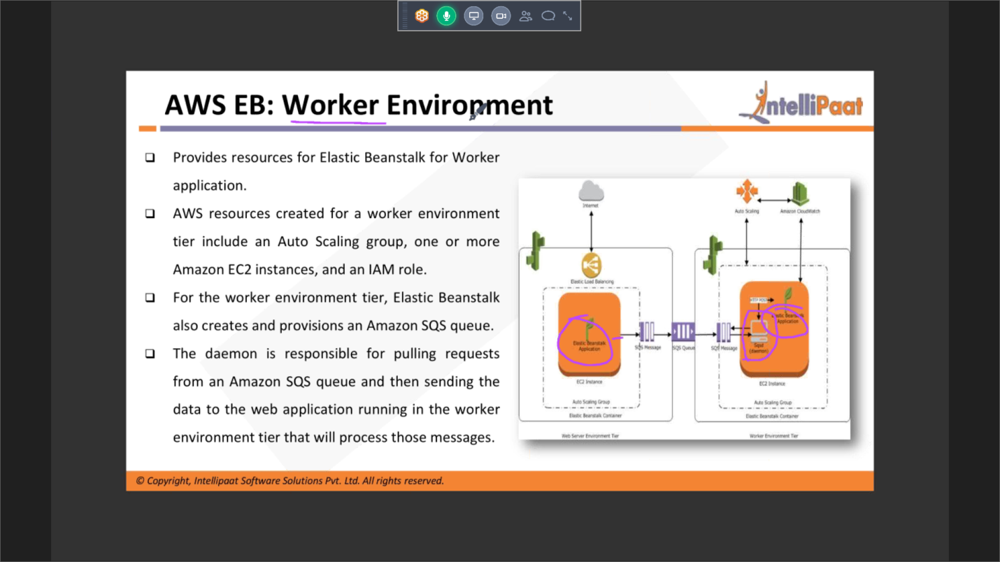 AWS EB: Worker Environment
IntelliPaat
Provides resources for Elastic Beanstalk for Worker
application.
AWS resources created for a worker environment
tier include an Auto Scaling group, one or more
Amazon EC2 instances, and an IAM role.
For the worker environment tier, Elastic Beanstalk
also creates and provisions an Amazon SQS queue.
The daemon is responsible for pulling requests
from an Amazon SQS queue and then sending the
data to the web application running in the worker
environment tier that will process those messages.
Internet
Elastic Load Balancing
Elastic Beanstalk
Application
EC2 Instance
Auto Scaling Group
Elastic Beanstalk Container
Web Server Environment Tier
SQS Message
SQS Queue
SQS Message
Auto Scaling
Amazon CloudWatch
HTTP POST
Elastic Beanstalk
Application
Sqsd
(daemon)
EC2 Instance
Auto Scaling Group
Elastic Beanstalk Container
Worker Environment Tier
© Copyright, Intellipaat Software Solutions Pvt. Ltd. All rights reserved.